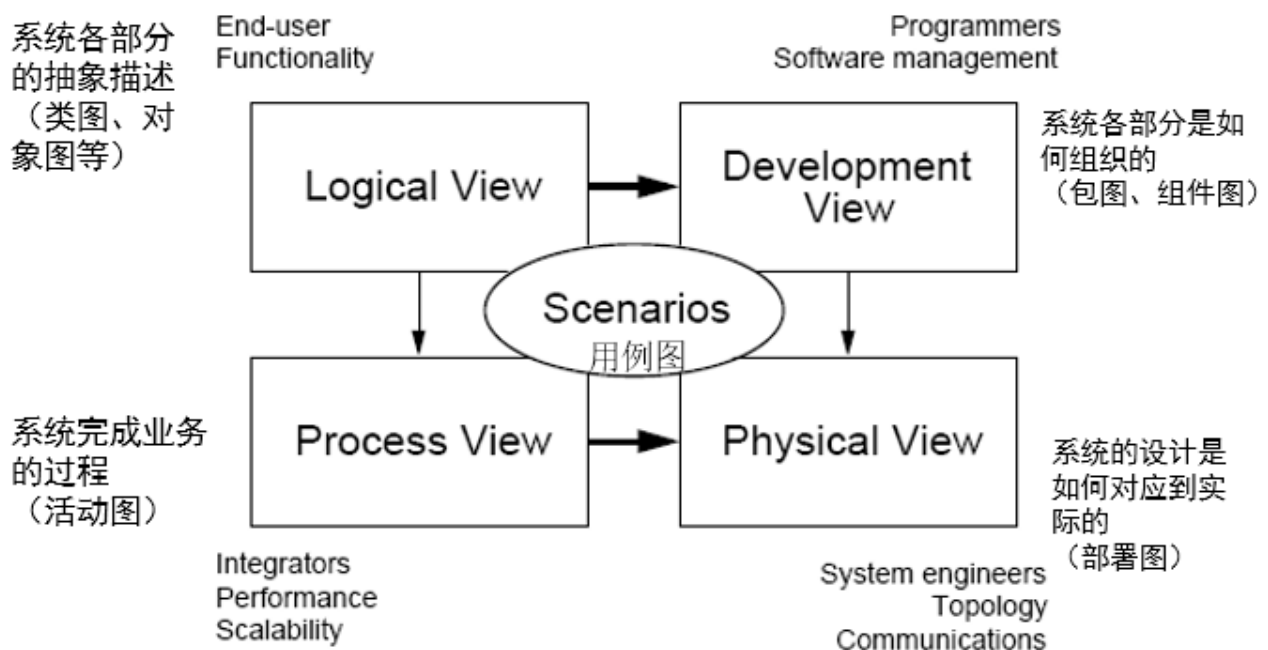 系统各部分
的抽象描述
（类图、对
象图等）
End-user
Functionality
Programmers
Software management
Logical View
Development
View
系统各部分是如
何组织的
（包图、组件图）
Scenarios
用例图
系统完成业务
的过程
（活动图）
Process View
Physical View
系统的设计是
如何对应到实
际的
（部署图）
Integrators
Performance
Scalability
System engineers
Topology
Communications